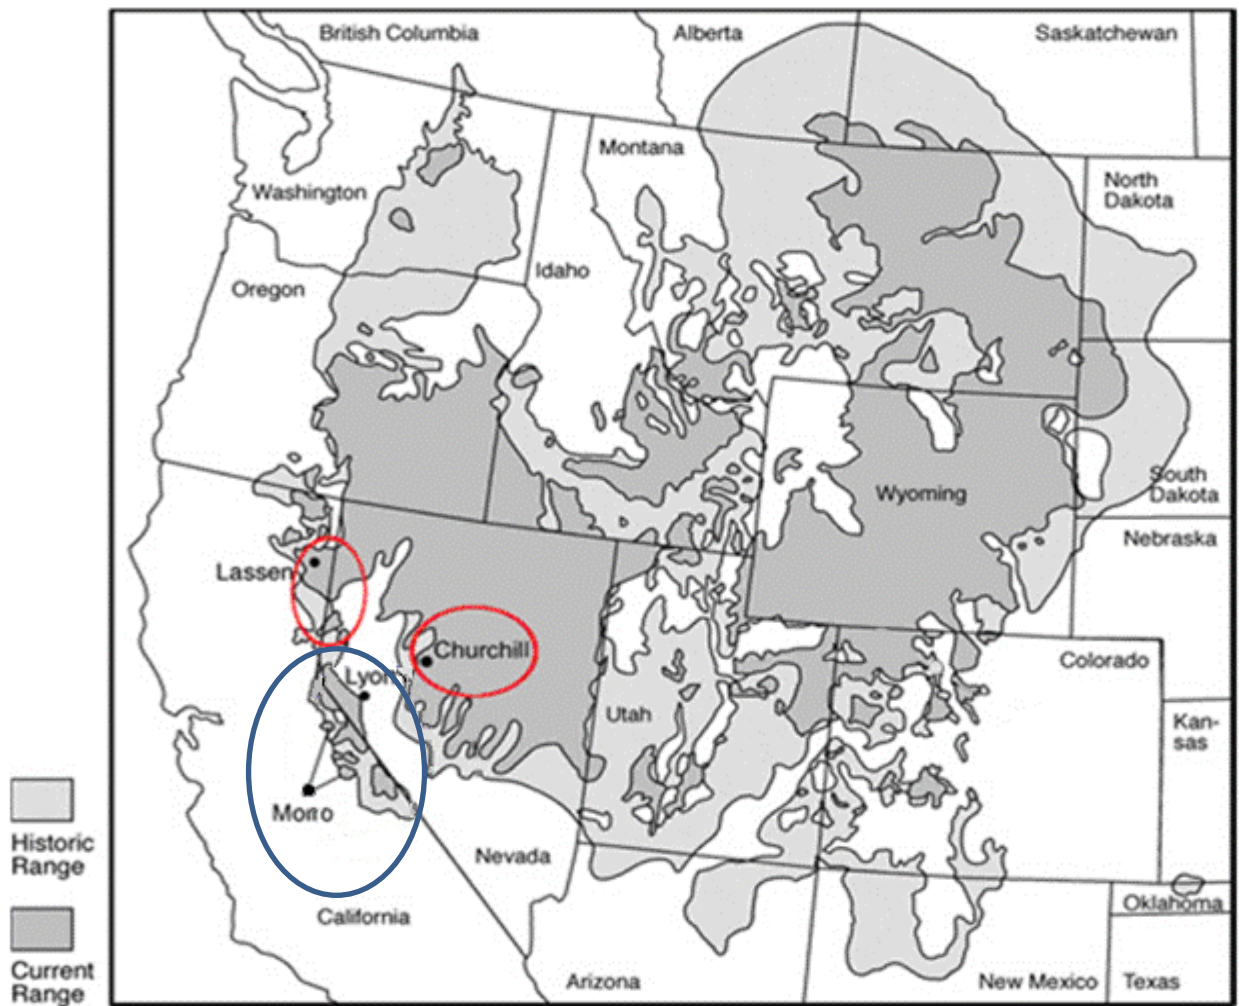 British Columbia
Alberta
Saskatchewan
Washington
Montana
North
Dakota
Oregon
Idaho
Wyoming
South
Dakota
Nebraska
Lassen
Churchill
Lyon
Colorado
Utah
Kan-
sas
Morro
Historic
Range
Nevada
California
Oklahoma
Current
Range
Arizona
New Mexico
Texas